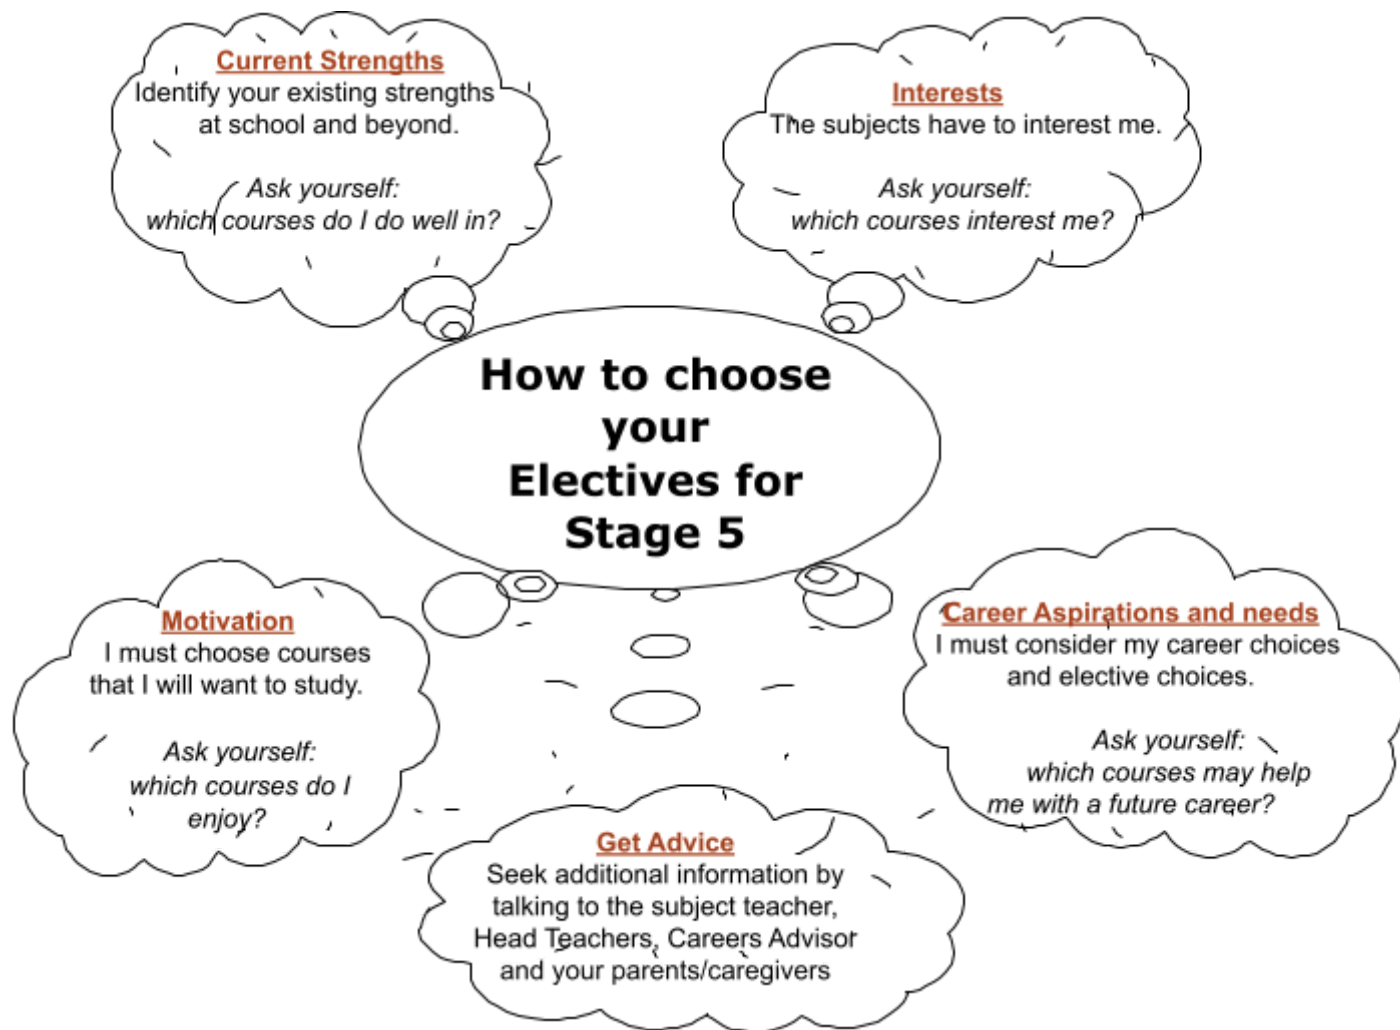 Current Strengths
Identify your existing strengths
at school and beyond.
Ask yourself:
which courses do I do well in?
Interests
The subjects have to interest me.
Ask yourself:
which courses interest me?
How to choose
your
Electives for
Stage 5
Motivation
I must choose courses
that I will want to study.
Ask yourself:
which courses do I
enjoy?
Career Aspirations and needs
I must consider my career choices
and elective choices.
Ask yourself:
which courses may help
me with a future career?
Get Advice
Seek additional information by
talking to the subject teacher,
Head Teachers, Careers Advisor
and your parents/caregivers